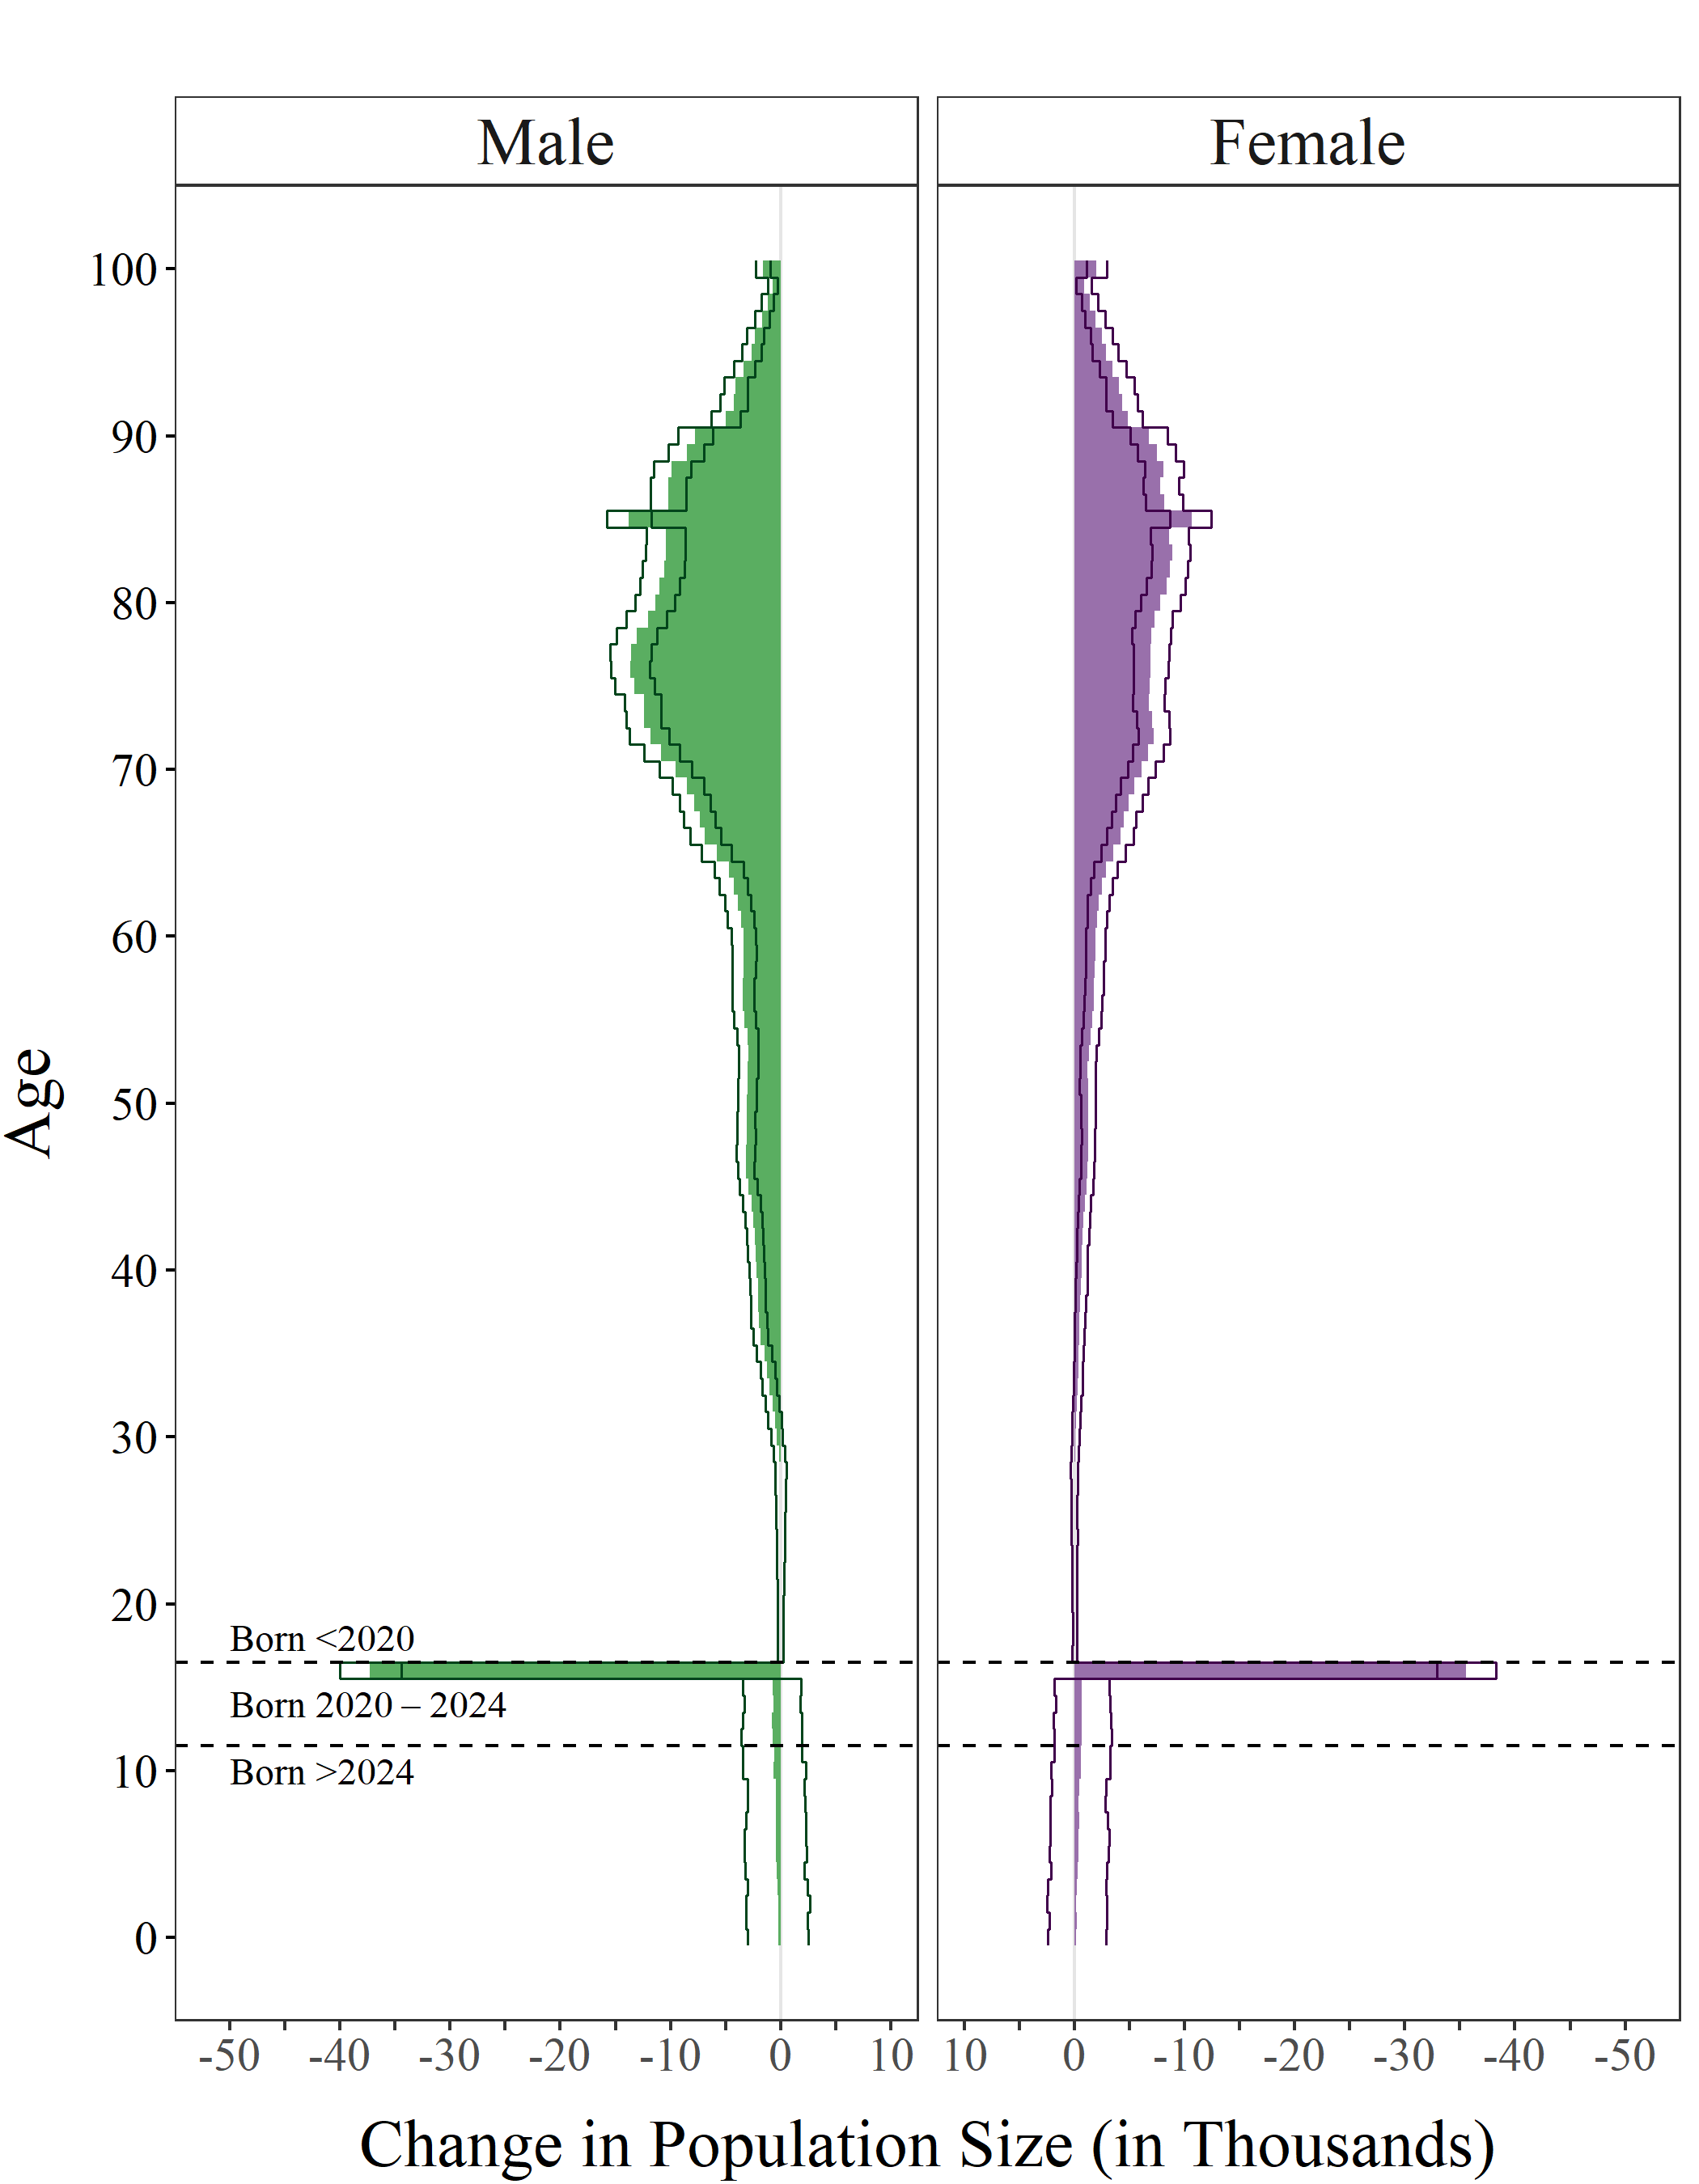 Male Female
100
90
80
70
60
50
40
30
20
10
0
Age
Born <2020
Born 2020 – 2024
Born >2024
-50 -40 -30 -20 -10 0 10 10 0 -10 -20 -30 -40 -50
Change in Population Size (in Thousands)